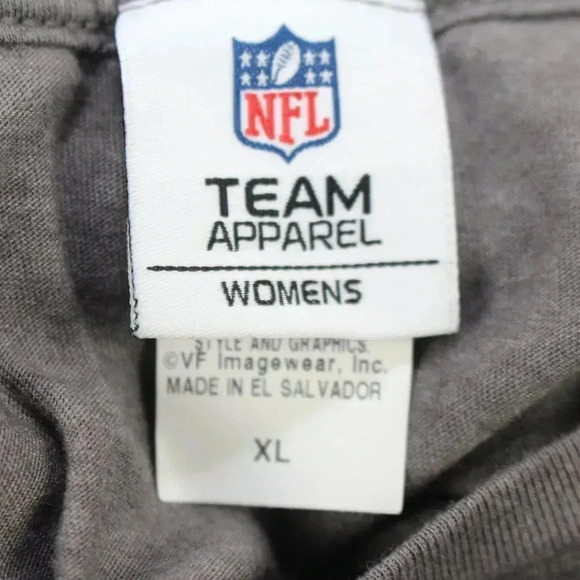 NFL
TEAM
APPAREL
WOMENS
STYLE AND GRAPHICS.
©VF Imagewear, Inc.
MADE IN EL SALVADOR
XL